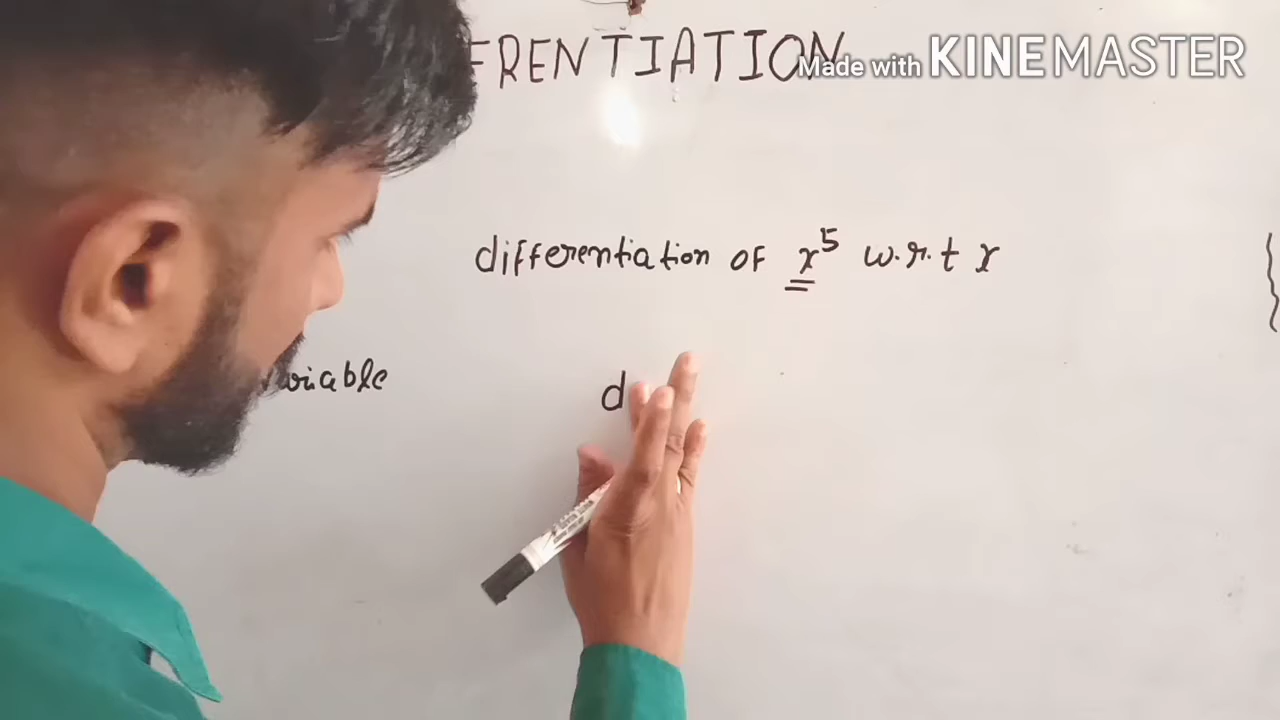 FRENTIATION
Made with KINEMASTER
differentiation of x⁵ w.r.t x
riable
d